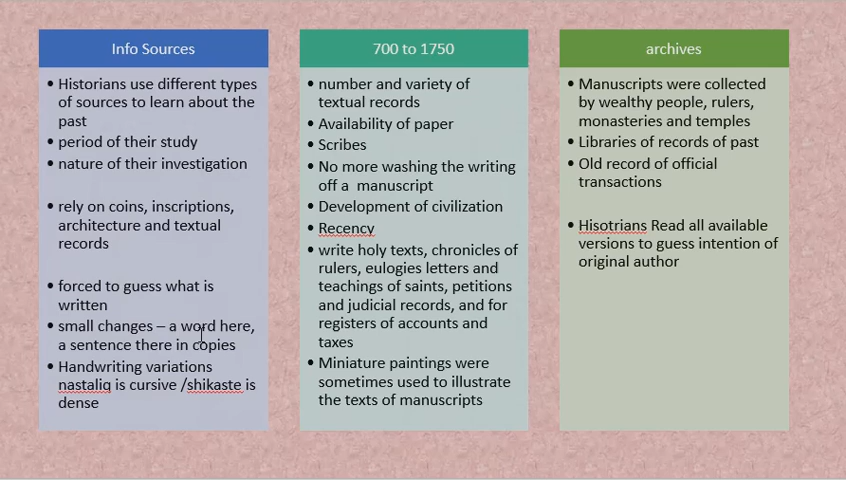 Info Sources
• Historians use different types
of sources to learn about the
past
• period of their study
• nature of their investigation
• rely on coins, inscriptions,
architecture and textual
records
• forced to guess what is
written
• small changes – a word here,
a sentence there in copies
• Handwriting variations
nastaliq is cursive /shikaste is
dense
700 to 1750
• number and variety of
textual records
• Availability of paper
• Scribes
• No more washing the writing
off a manuscript
• Development of civilization
• Recency
• write holy texts, chronicles of
rulers, eulogies letters and
teachings of saints, petitions
and judicial records, and for
registers of accounts and
taxes
• Miniature paintings were
sometimes used to illustrate
the texts of manuscripts
archives
• Manuscripts were collected
by wealthy people, rulers,
monasteries and temples
• Libraries of records of past
• Old record of official
transactions
• Hisotrians Read all available
versions to guess intention of
original author